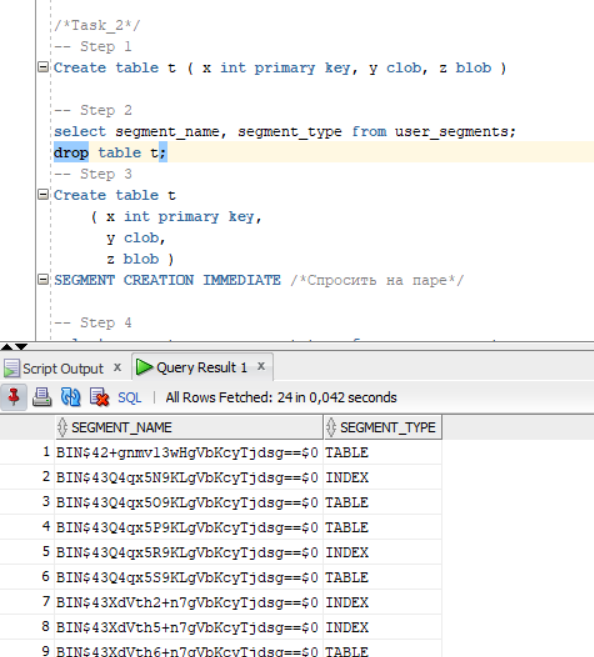 /*Task_2*/
-- Step 1
Create table t ( x int primary key, y clob, z blob )
-- Step 2
select segment_name, segment_type from user_segments;
drop table t;
-- Step 3
Create table t
( x int primary key,
y clob,
z blob )
SEGMENT CREATION IMMEDIATE /*Спросить на паре*/
-- Step 4
Script Output x Query Result 1 x
SQL | All Rows Fetched: 24 in 0,042 seconds
SEGMENT_NAME SEGMENT_TYPE
1 BIN$42+gnmvl3wHgVbKcyTjdsg==$0 TABLE
2 BIN$43Q4qx5N9KLgVbKcyTjdsg==$0 INDEX
3 BIN$43Q4qx5O9KLgVbKcyTjdsg==$0 TABLE
4 BIN$43Q4qx5P9KLgVbKcyTjdsg==$0 TABLE
5 BIN$43Q4qx5R9KLgVbKcyTjdsg==$0 INDEX
6 BIN$43Q4qx5S9KLgVbKcyTjdsg==$0 TABLE
7 BIN$43XdVth2+n7gVbKcyTjdsg==$0 INDEX
8 BIN$43XdVth5+n7gVbKcyTjdsg==$0 INDEX
9 BIN$43XdVth6+n7gVbKcyTjdsg==$0 TABLE